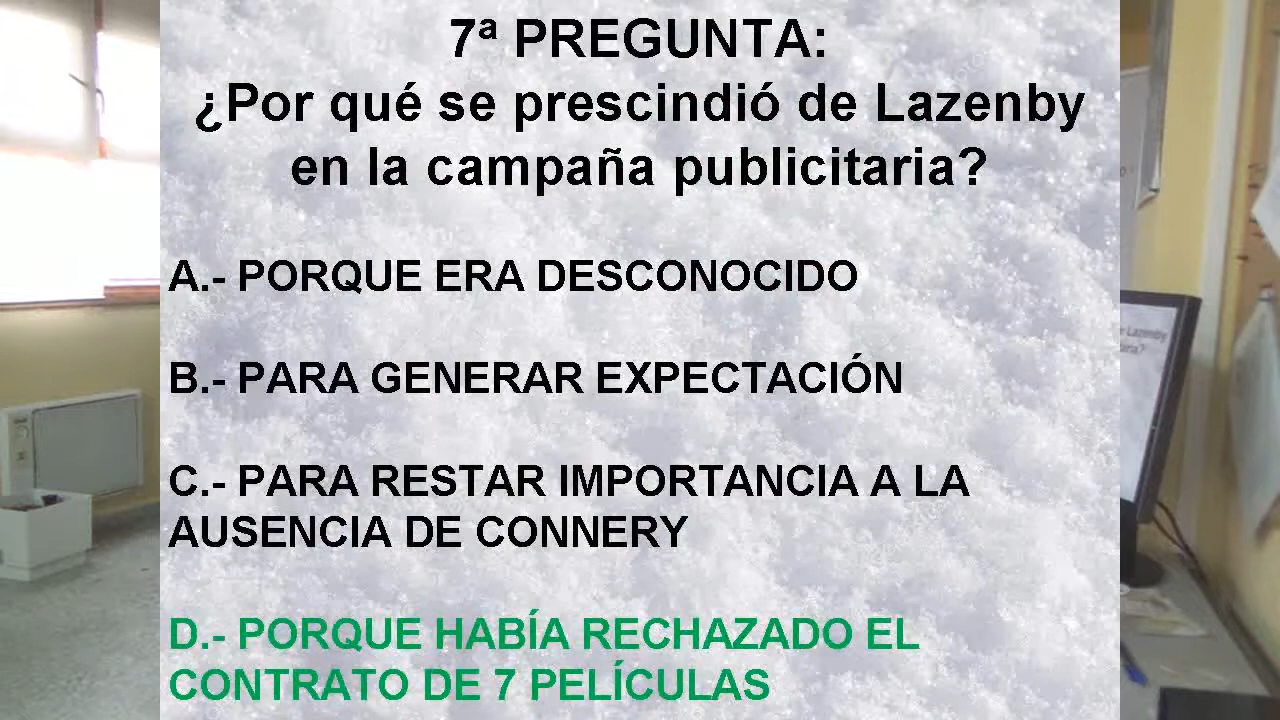 7ª PREGUNTA:
¿Por qué se prescindió de Lazenby
en la campaña publicitaria?
A.- PORQUE ERA DESCONOCIDO
B.- PARA GENERAR EXPECTACIÓN
C.- PARA RESTAR IMPORTANCIA A LA
AUSENCIA DE CONNERY
D.- PORQUE HABÍA RECHAZADO EL
CONTRATO DE 7 PELÍCULAS
Lazenby